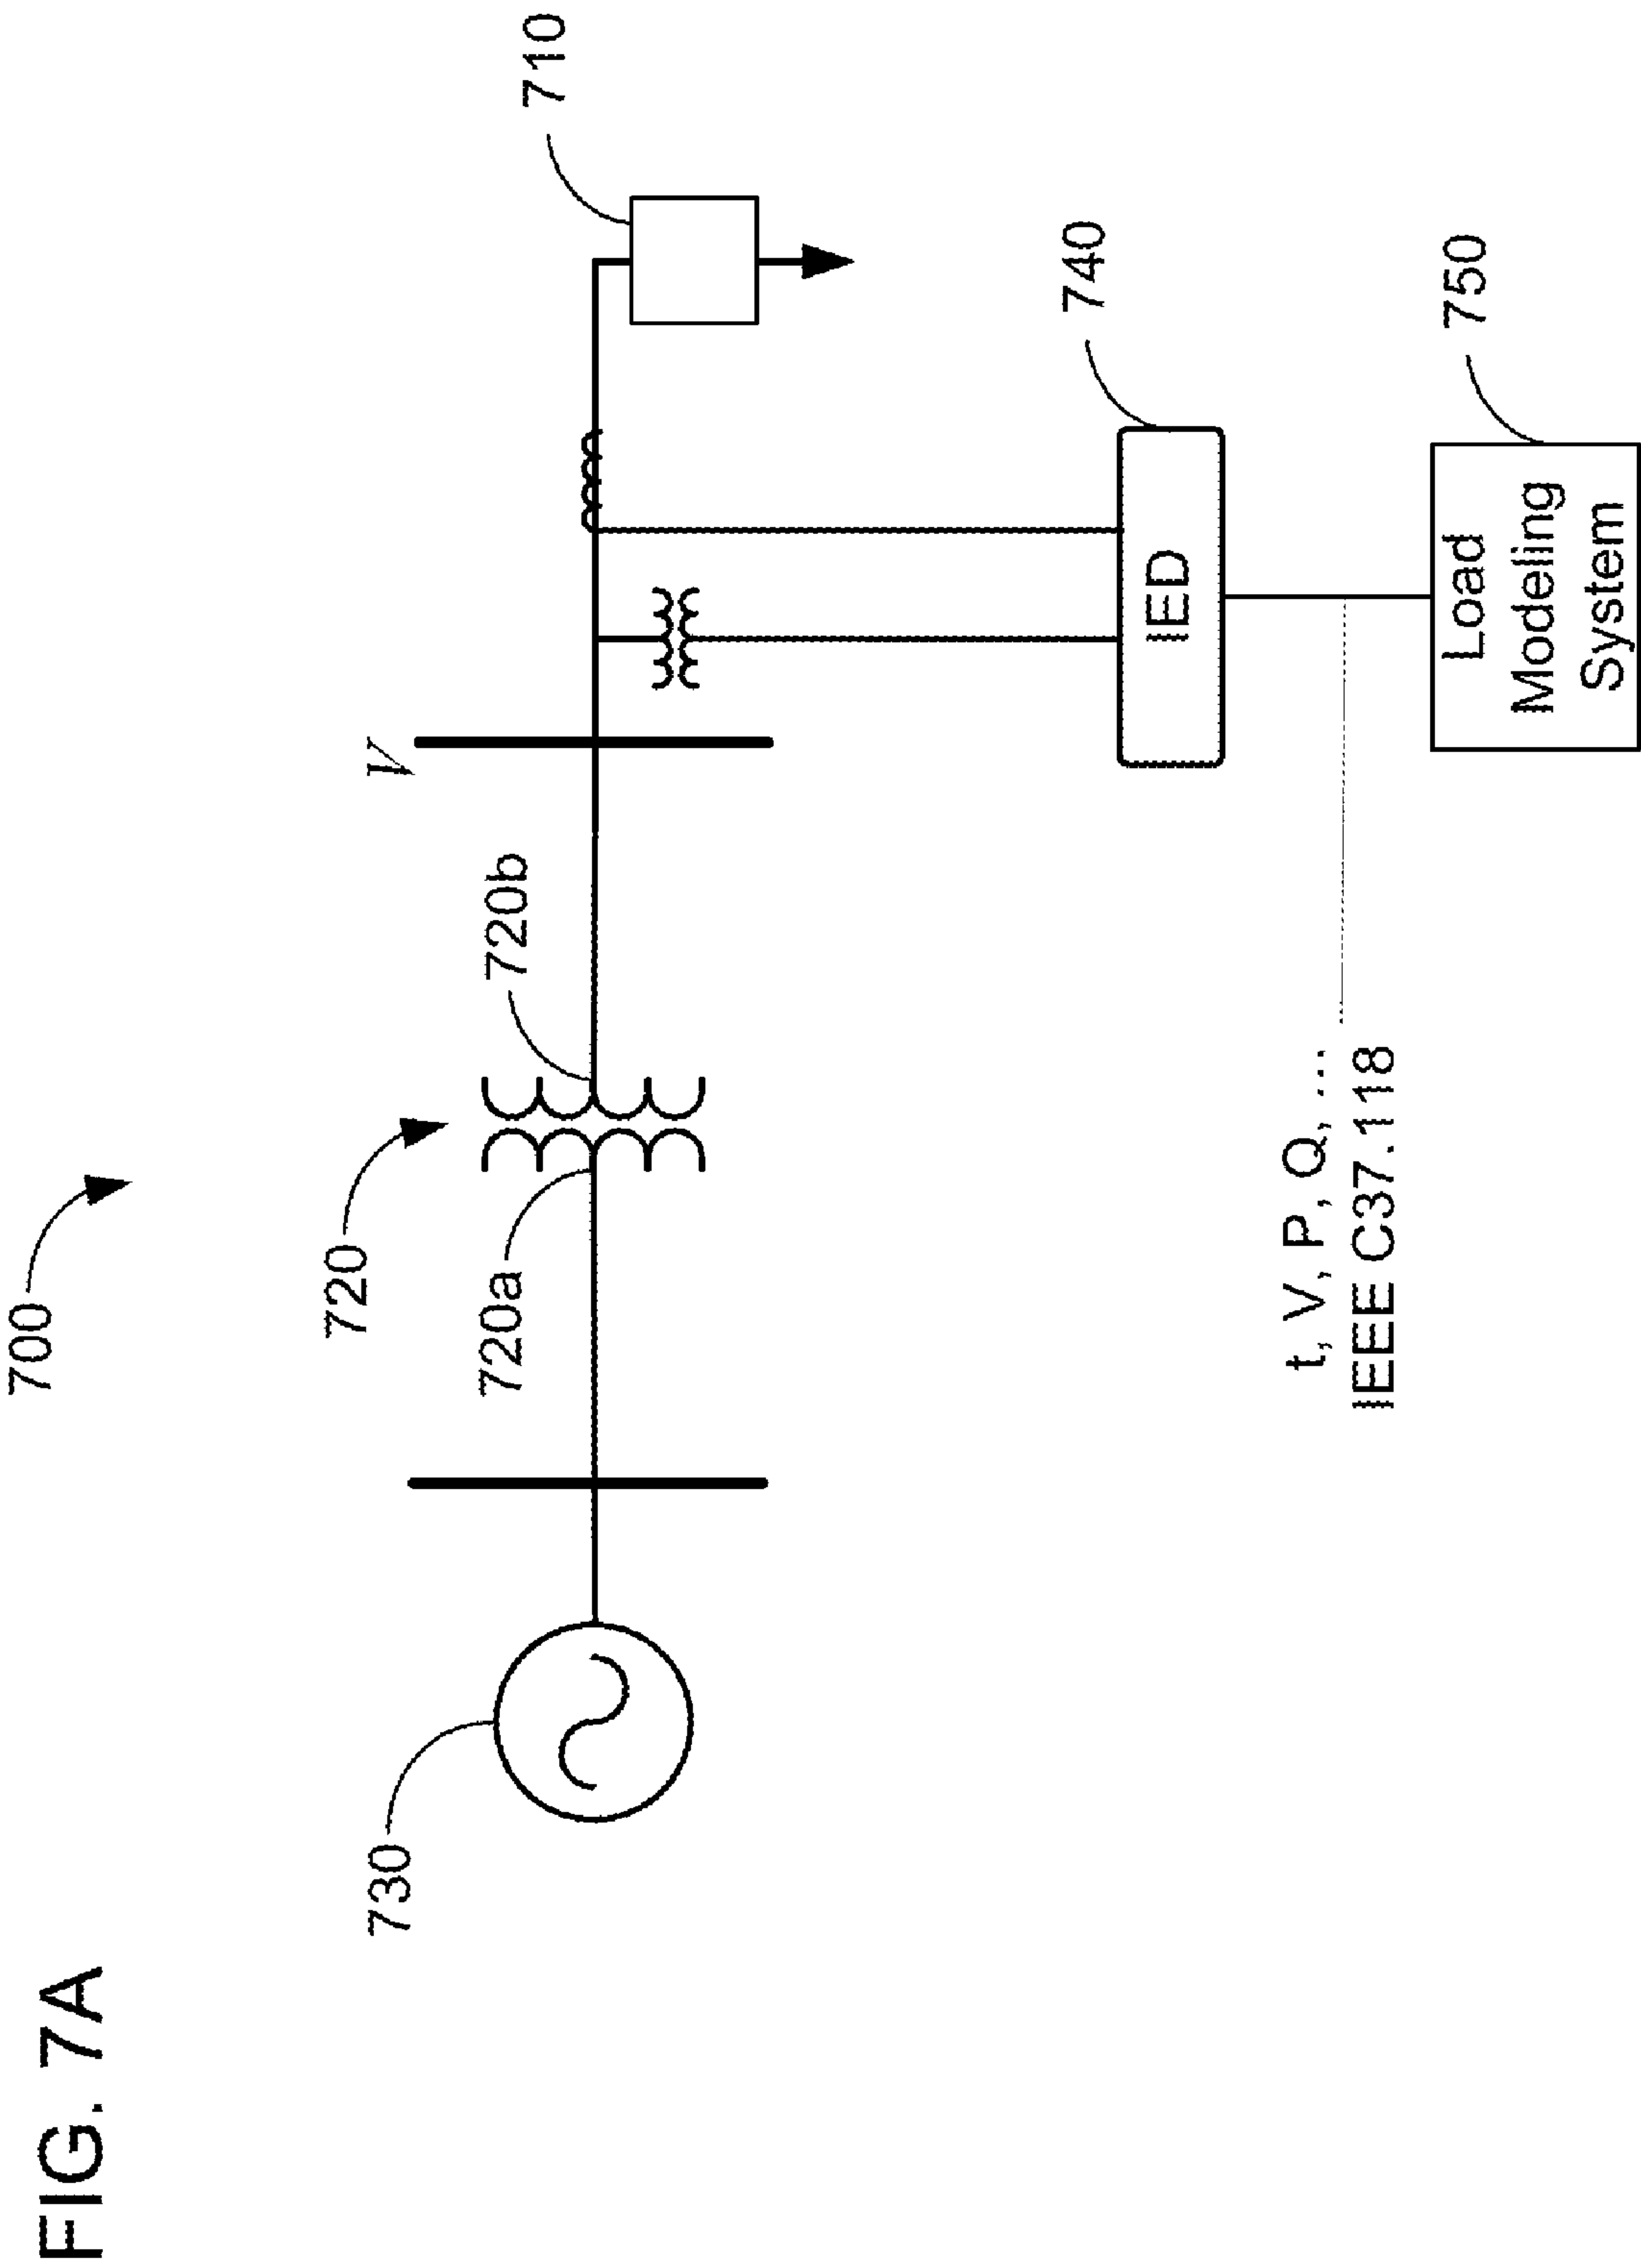 FIG. 7A
700
720
720a
720b
730
V
710
740
IED
t, V, P, Q, ...
IEEE C37.118
750
Load
Modeling
System